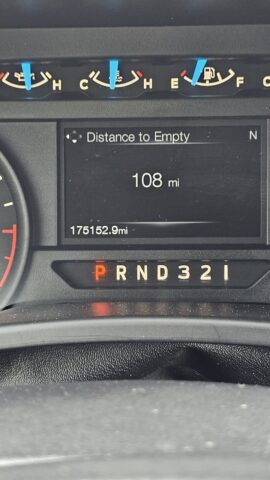 H C H E F C
Distance to Empty N
108 mi
175152.9mi
P R N D 3 2 1